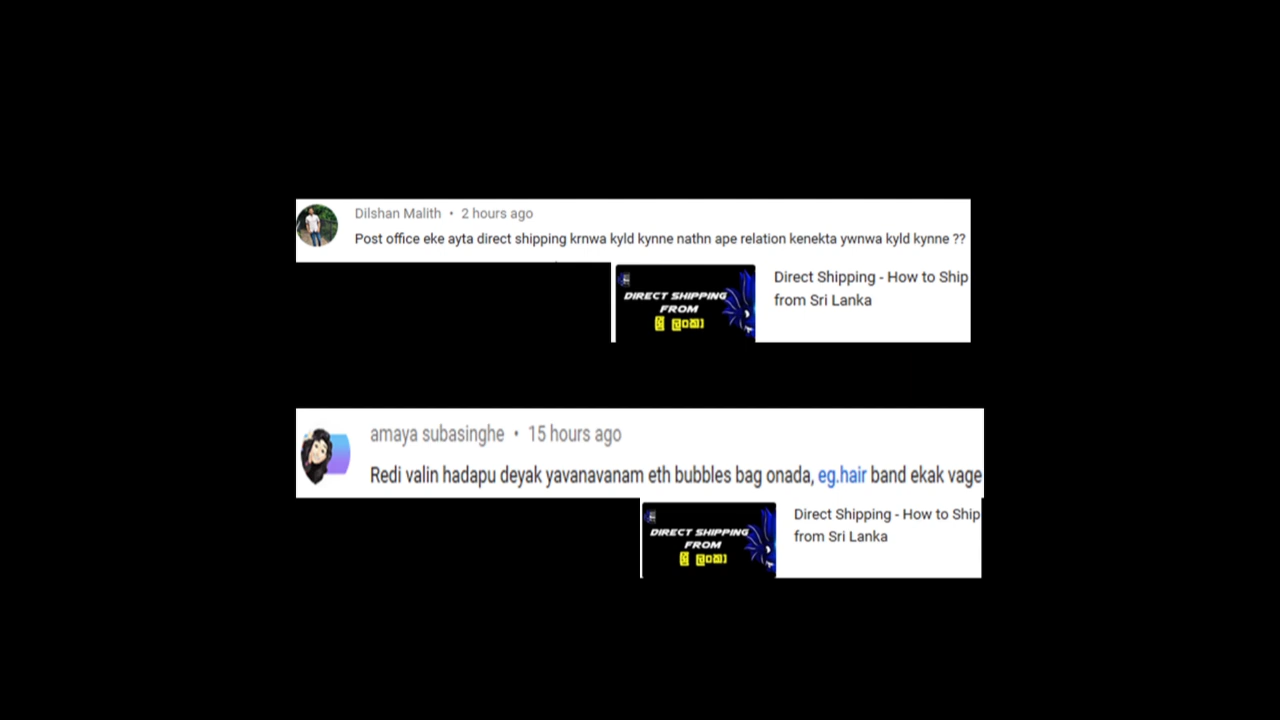 Dilshan Malith • 2 hours ago
Post office eke ayta direct shipping krnwa kyld kynne nathn ape relation kenekta ywnwa kyld kynne ??
DIRECT SHIPPING
FROM
ශ්‍රී ලංකා
Direct Shipping - How to Ship
from Sri Lanka
amaya subasinghe • 15 hours ago
Redi valin hadapu deyak yavanavanam eth bubbles bag onada, eg.hair band ekak vage
DIRECT SHIPPING
FROM
ශ්‍රී ලංකා
Direct Shipping - How to Ship
from Sri Lanka